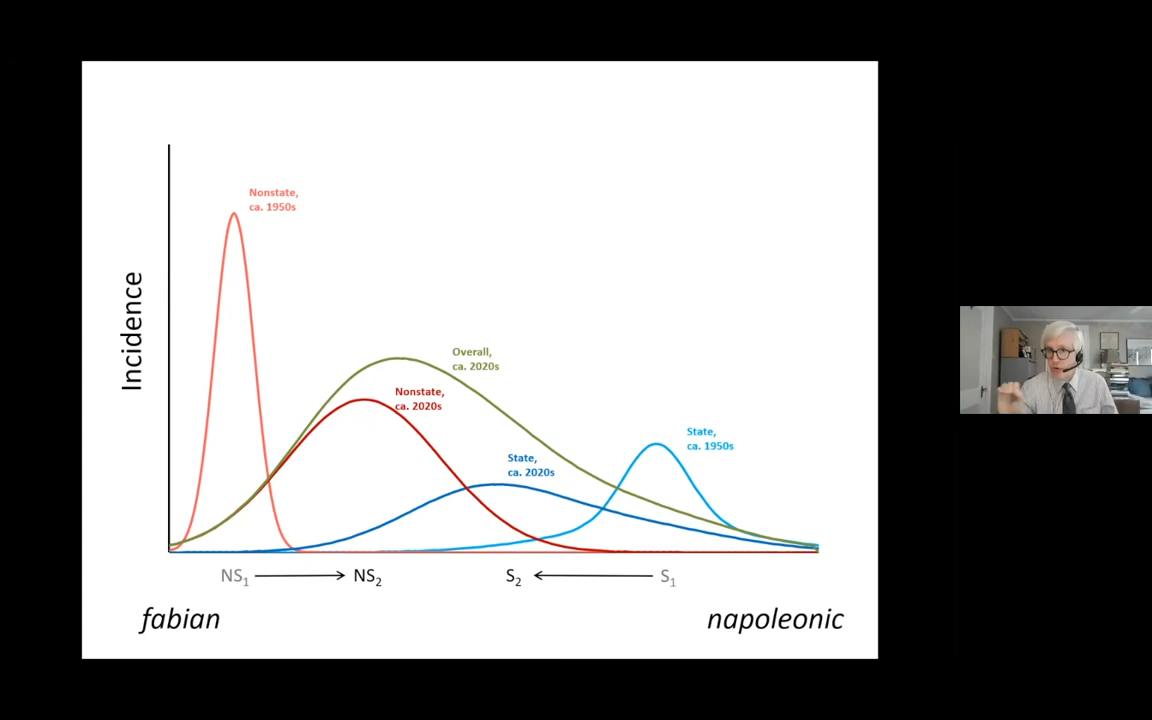 Nonstate,
ca. 1950s
Incidence
Overall,
ca. 2020s
Nonstate,
ca. 2020s
State,
ca. 1950s
State,
ca. 2020s
NS₁ → NS₂ S₂ ← S₁
fabian napoleonic